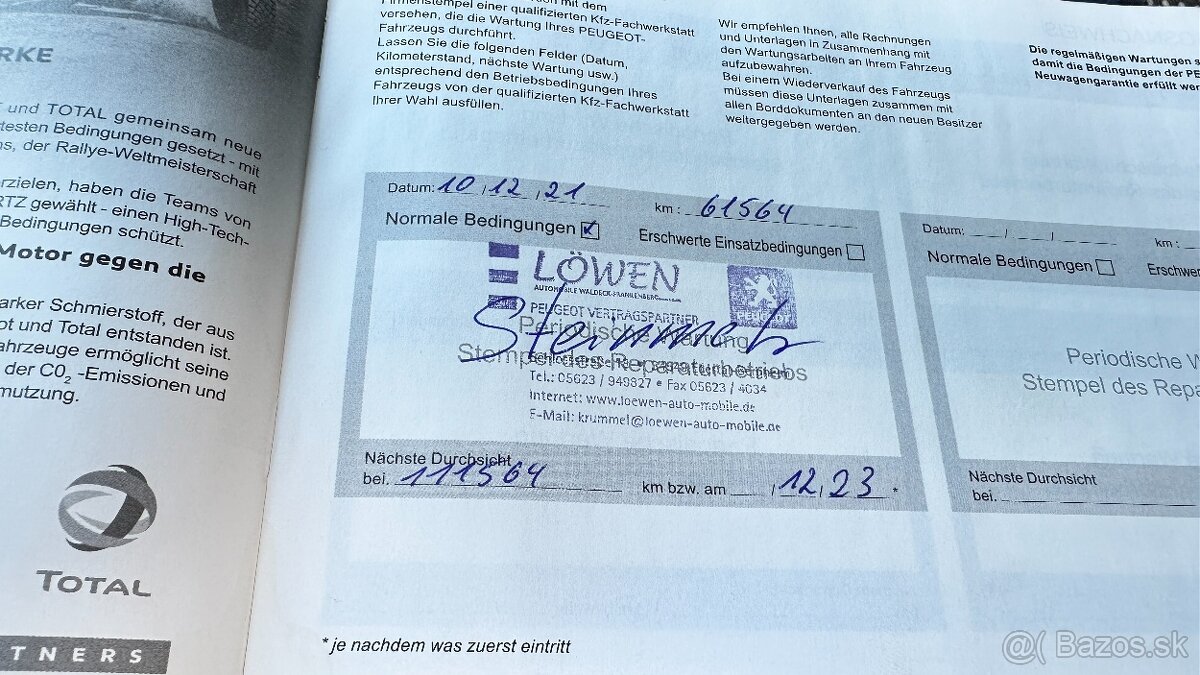 RKE
und TOTAL gemeinsam neue
testen Bedingungen gesetzt - mit
s, der Rallye-Weltmeisterschaft
rzielen, haben die Teams von
RTZ gewählt - einen High-Tech-
Bedingungen schützt.
Motor gegen die
arker Schmierstoff, der aus
ot und Total entstanden ist.
ahrzeuge ermöglicht seine
der CO2 -Emissionen und
mutzung.
TOTAL
TNERS
mit dem
Firmenstempel einer qualifizierten Kfz-Fachwerkstatt
versehen, die die Wartung Ihres PEUGEOT-
Fahrzeugs durchführt.
Lassen Sie die folgenden Felder (Datum,
Kilometerstand, nächste Wartung usw.)
entsprechend den Betriebsbedingungen Ihres
Fahrzeugs von der qualifizierten Kfz-Fachwerkstatt
Ihrer Wahl ausfüllen.
Wir empfehlen Ihnen, alle Rechnungen
und Unterlagen in Zusammenhang mit
den Wartungsarbeiten an Ihrem Fahrzeug
aufzubewahren.
Bei einem Wiederverkauf des Fahrzeugs
müssen diese Unterlagen zusammen mit
allen Borddokumenten an den neuen Besitzer
weitergegeben werden.
Die regelmäßigen Wartungen s
damit die Bedingungen der PE
Neuwagengarantie erfüllt wer
Datum: 10, 12, 21 km: 61564
Normale Bedingungen Erschwerte Einsatzbedingungen
LÖWEN
AUTOMOBILE WALDECK-FRANKENBERG
PEUGEOT VERTRAGSPARTNER
PEUGEOT
Periodische Wartung
Steinmetz
Stempel des Reparaturbetriebs
Tel.: 05623 / 949827 • Fax 05623 / 4034
Internet: www.loewen-auto-mobile.de
E-Mail: krummel@loewen-auto-mobile.de
Nächste Durchsicht
bei. 111564 km bzw. am / 12, 23 *
Datum: / / km:
Normale Bedingungen Erschwer
Periodische W
Stempel des Repa
Nächste Durchsicht
bei.
* je nachdem was zuerst eintritt
@( Bazos.sk